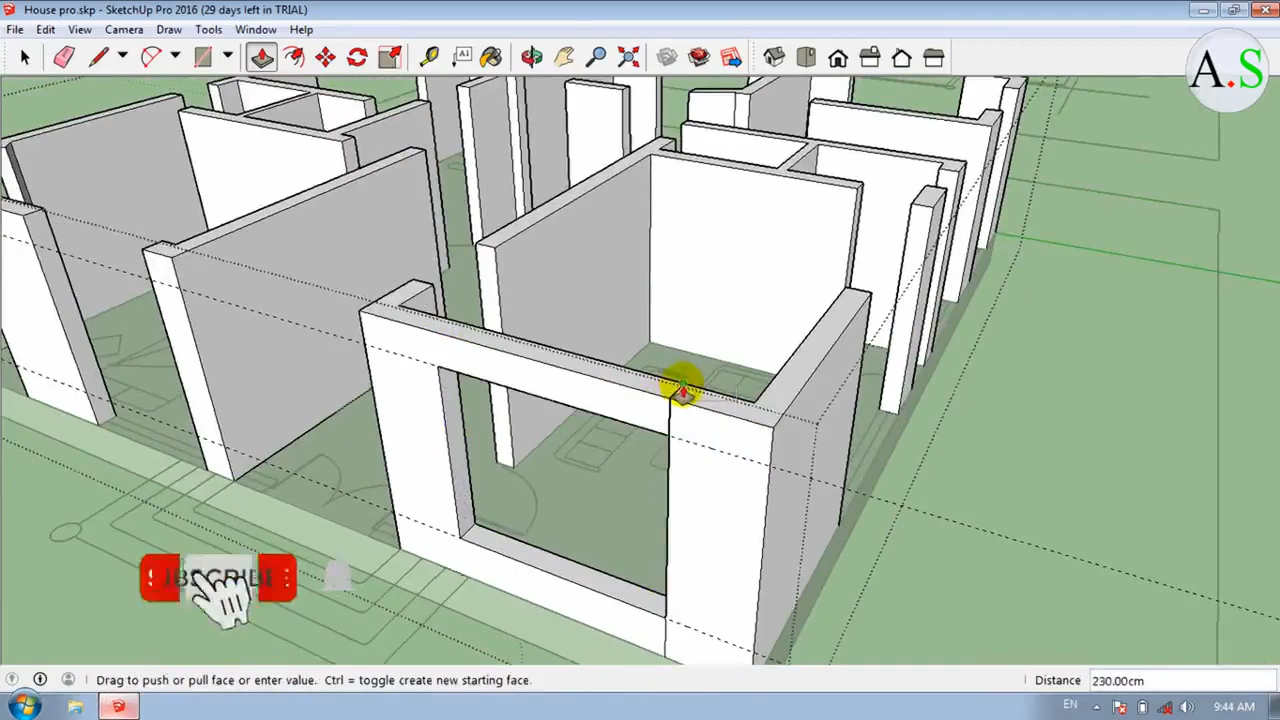 House pro.skp - SketchUp Pro 2016 (29 days left in TRIAL)
File Edit View Camera Draw Tools Window Help
A.S
A1
Drag to push or pull face or enter value. Ctrl = toggle create new starting face.
Distance 230.00cm
EN
9:44 AM